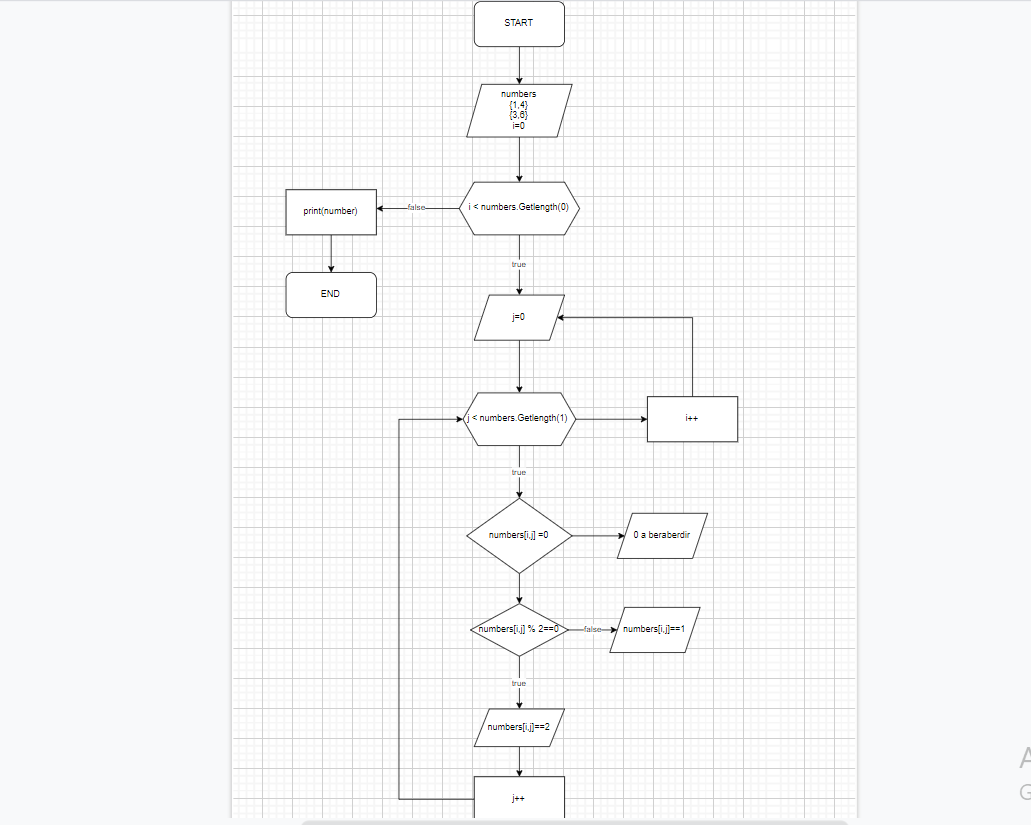 START
numbers
{1,4}
{3,6}
i=0
i < numbers.Getlength(0)
false
print(number)
true
END
j=0
j < numbers.Getlength(1)
i++
true
numbers[i,j] =0
0 a beraberdir
numbers[i,j] % 2==0
false
numbers[i,j]==1
true
numbers[i,j]==2
j++
A
G